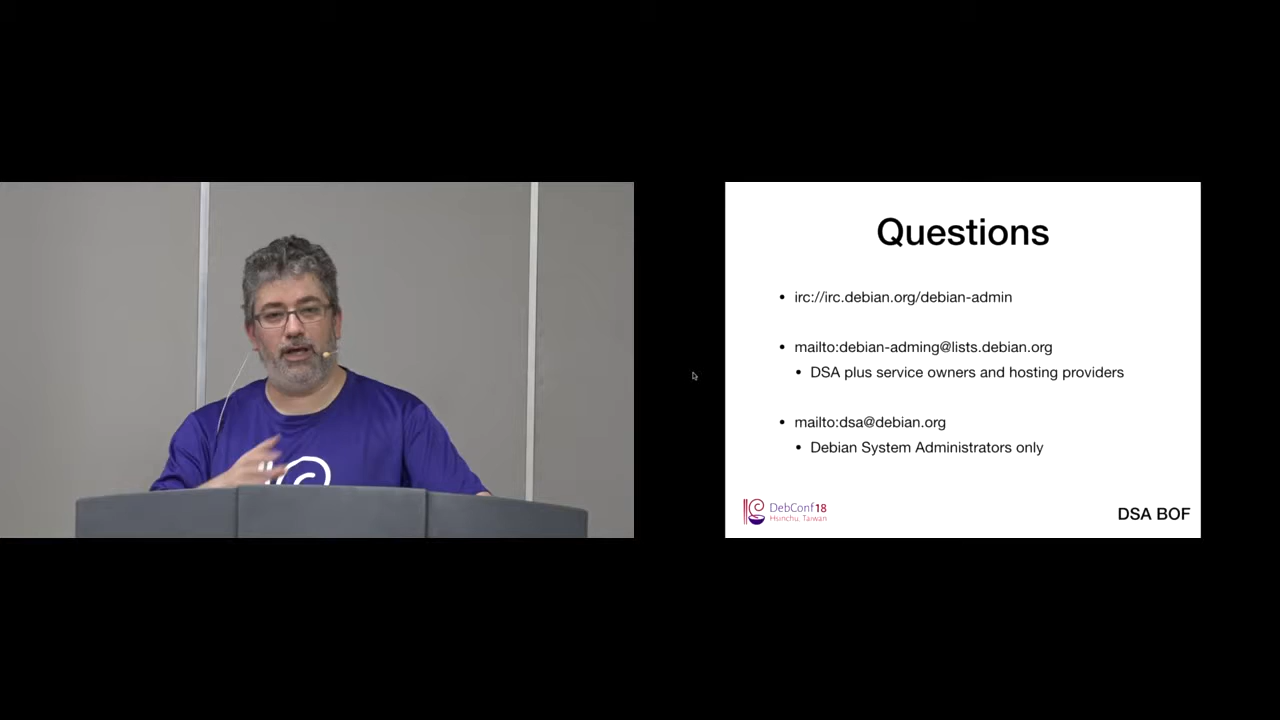 Questions
• irc://irc.debian.org/debian-admin
• mailto:debian-adming@lists.debian.org
• DSA plus service owners and hosting providers
• mailto:dsa@debian.org
• Debian System Administrators only
DebConf18
Hsinchu, Taiwan
DSA BOF